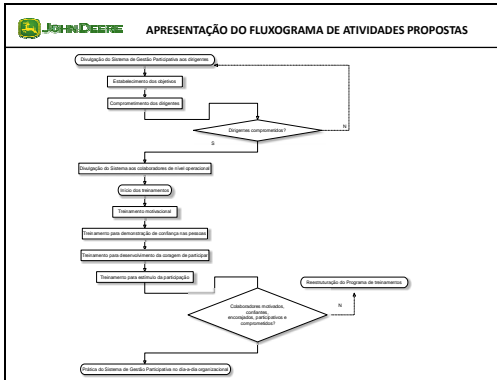 JOHN DEERE
APRESENTAÇÃO DO FLUXOGRAMA DE ATIVIDADES PROPOSTAS
Divulgação do Sistema de Gestão Participativa aos dirigentes
Estabelecimento dos objetivos
Comprometimento dos dirigentes
Dirigentes comprometidos?
N
S
Divulgação do Sistema aos colaboradores de nível operacional
Início dos treinamentos
Treinamento motivacional
Treinamento para demonstração de confiança nas pessoas
Treinamento para desenvolvimento da coragem de participar
Treinamento para estímulo da participação
Reestruturação do Programa de treinamentos
N
Colaboradores motivados,
confiantes,
encorajados, participativos e
comprometidos?
Prática do Sistema de Gestão Participativa no dia-a-dia organizacional